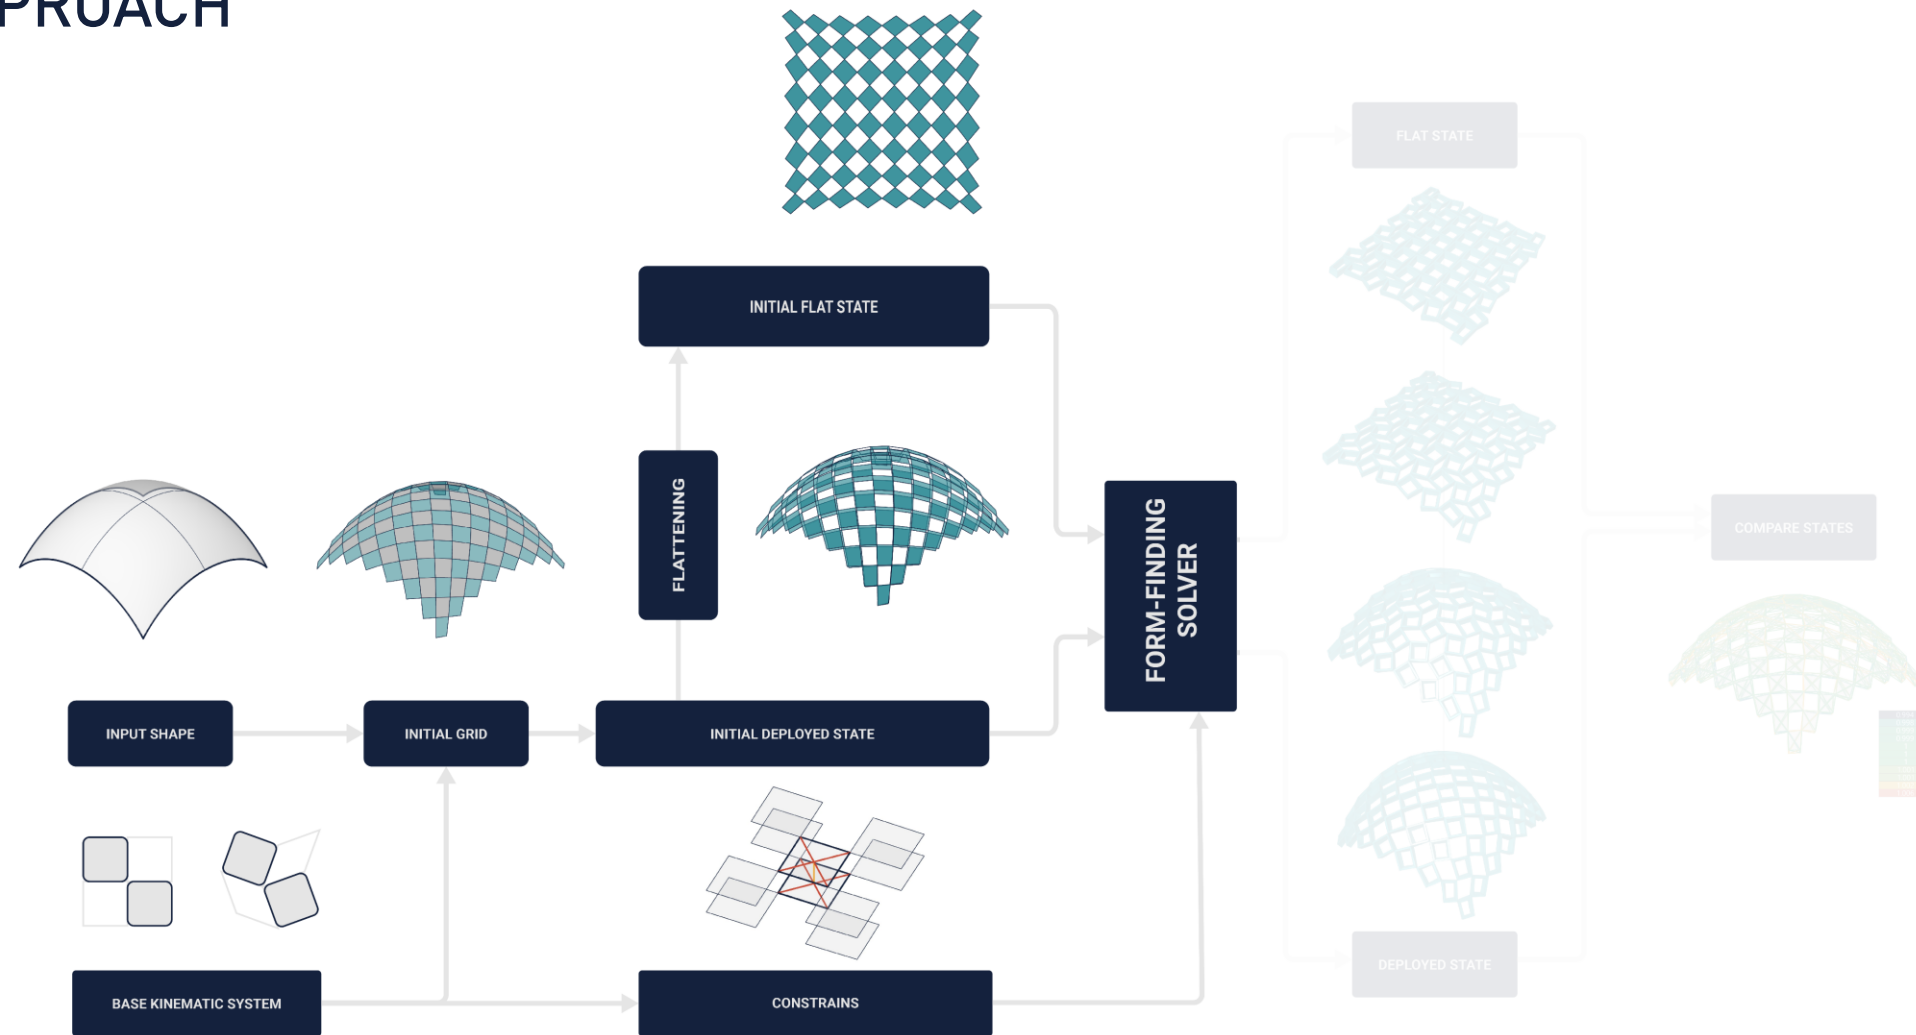 PROACH
FLAT STATE
INITIAL FLAT STATE
FLATTENING
FORM-FINDING
SOLVER
COMPARE STATES
INPUT SHAPE
INITIAL GRID
INITIAL DEPLOYED STATE
DEPLOYED STATE
BASE KINEMATIC SYSTEM
CONSTRAINS